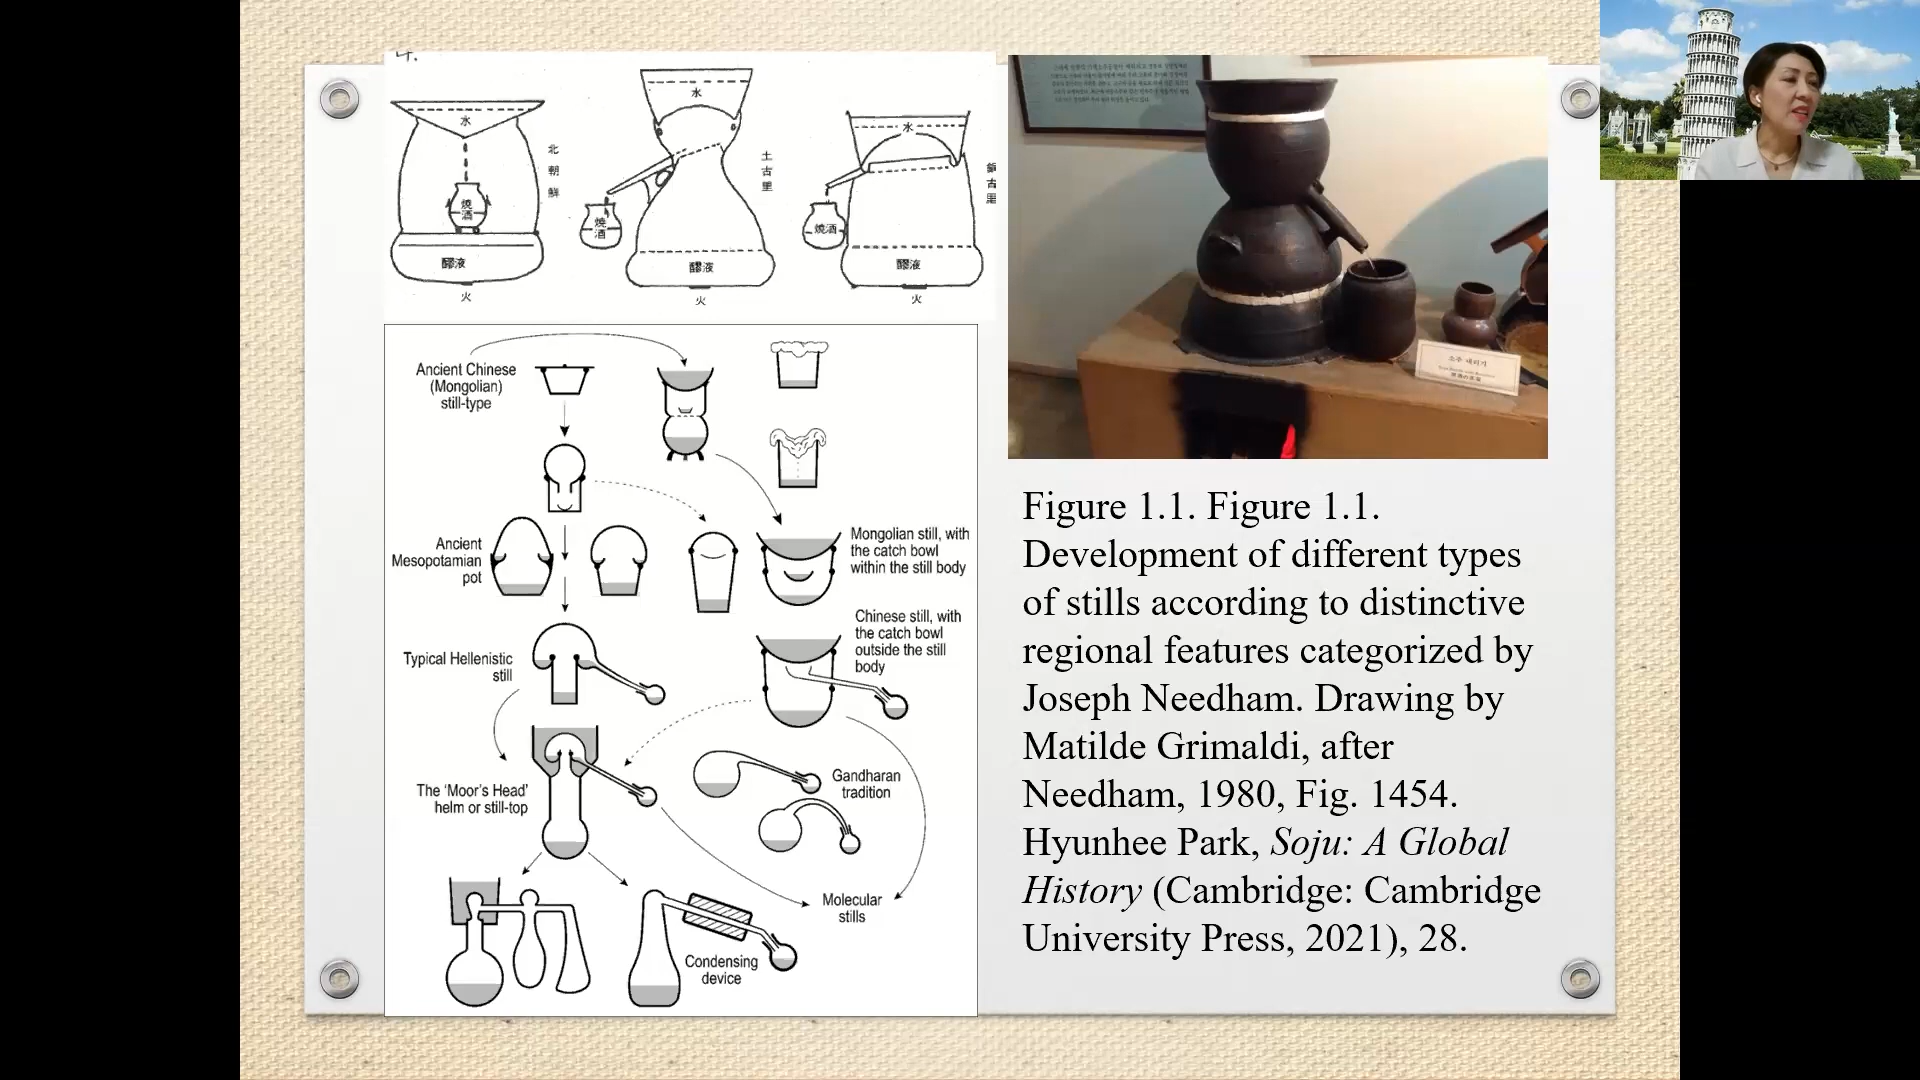 水
燒
酒
醪液
火
北
朝
鮮
水
燒
酒
醪液
火
土
古
里
水
燒酒
醪液
火
古
里
Ancient Chinese
(Mongolian)
still-type
Ancient
Mesopotamian
pot
Mongolian still, with
the catch bowl
within the still body
Chinese still, with
the catch bowl
outside the still
body
Typical Hellenistic
still
The ‘Moor’s Head’
helm or still-top
Gandharan
tradition
Molecular
stills
Condensing
device
소주 내리기
Figure 1.1. Figure 1.1.
Development of different types
of stills according to distinctive
regional features categorized by
Joseph Needham. Drawing by
Matilde Grimaldi, after
Needham, 1980, Fig. 1454.
Hyunhee Park, Soju: A Global
History (Cambridge: Cambridge
University Press, 2021), 28.